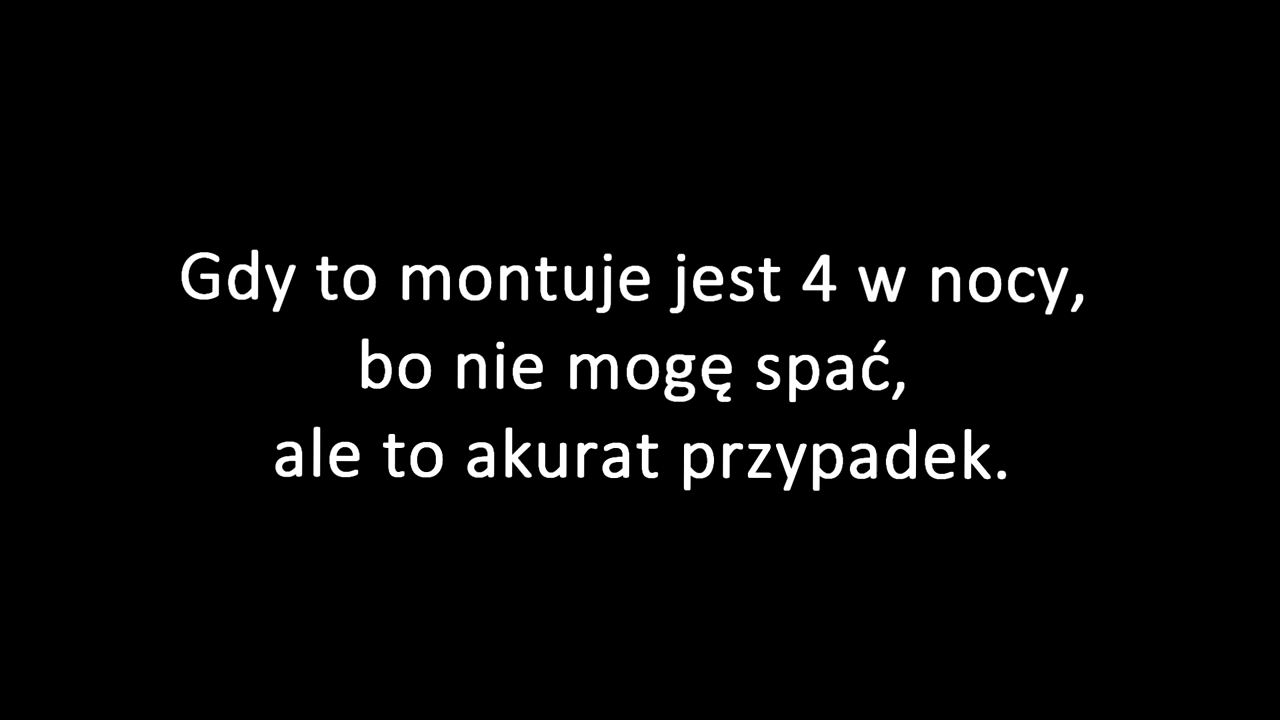 Gdy to montuje jest 4 w nocy,
bo nie mogę spać,
ale to akurat przypadek.